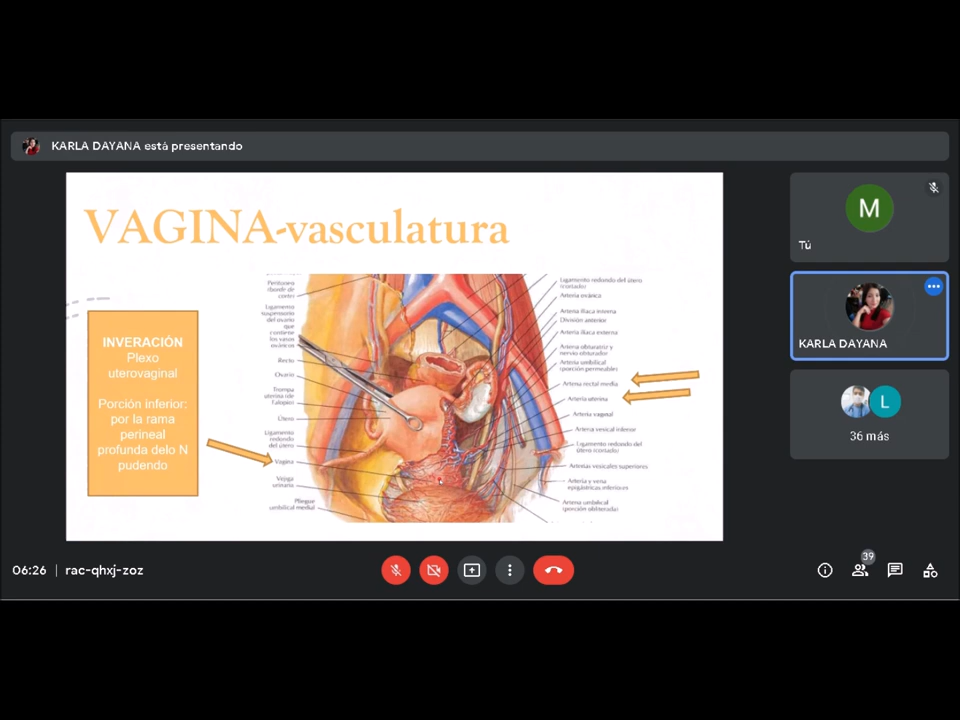 KARLA DAYANA está presentando
VAGINA-vasculatura
INVERACIÓN
Plexo
uterovaginal
Porción inferior:
por la rama
perineal
profunda delo N
pudendo
Peritoneo
(borde de
corte)
Ligamento
suspensorio
del ovario
que
contiene
los vasos
ováricos
Recto
Ovario
Trompa
uterina (de
Falopio)
Útero
Ligamento
redondo
del útero
Vagina
Vejiga
urinaria
Pliegue
umbilical medial
Ligamento redondo del útero
(cortado)
Arteria ovárica
Arteria ilíaca interna
División anterior
Arteria ilíaca externa
Arteria obturatriz y
nervio obturador
Arteria umbilical
(porción permeable)
Arteria rectal media
Arteria uterina
Arteria vaginal
Arteria vesical inferior
Ligamento redondo del
útero (cortado)
Arterias vesicales superiores
Arteria y vena
epigástricas inferiores
Arteria umbilical
(porción obliterada)
M
Tú
KARLA DAYANA
L
36 más
06:26 | rac-qhxj-zoz
39